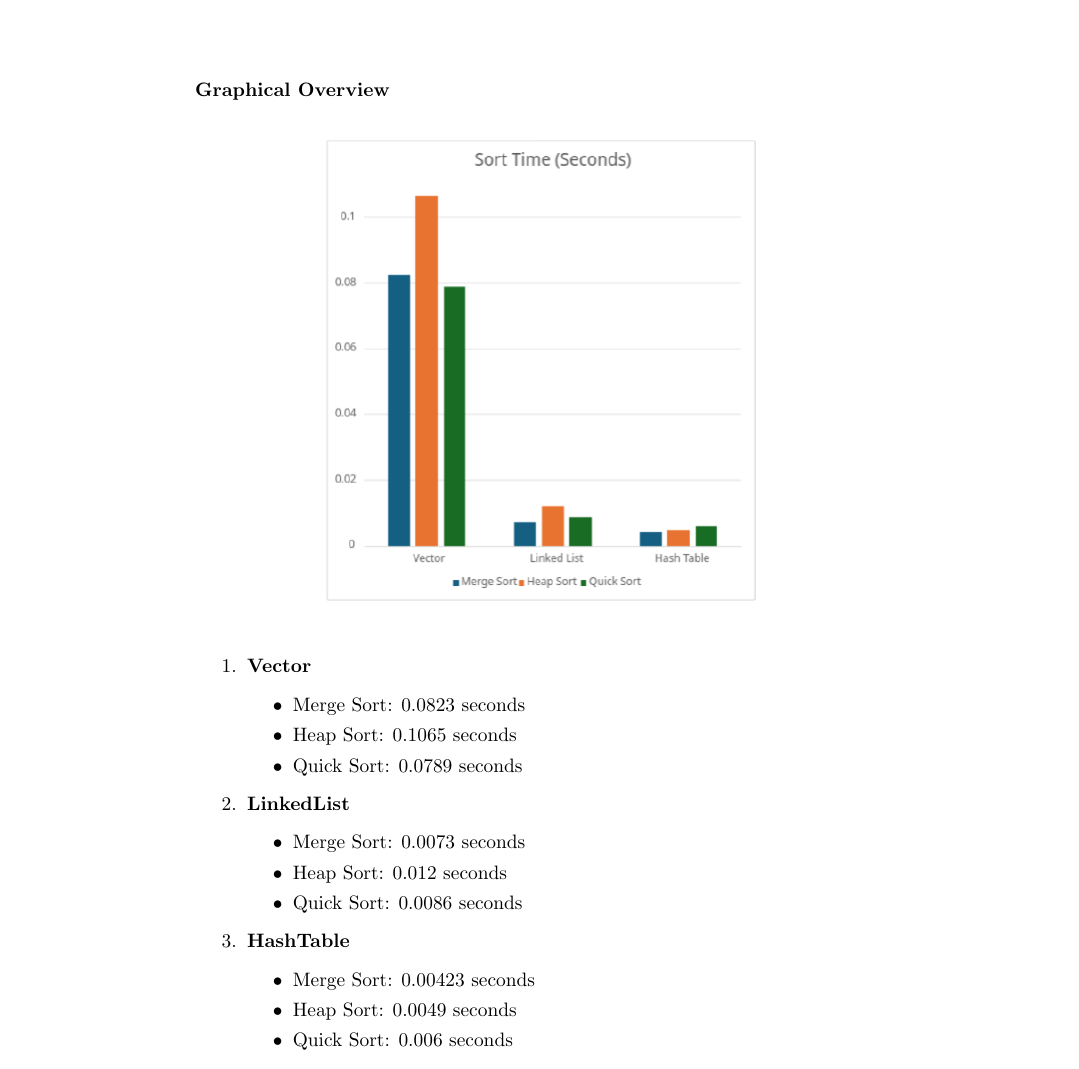 Graphical Overview
Sort Time (Seconds)
0.1
0.08
0.06
0.04
0.02
0
Vector Linked List Hash Table
Merge Sort Heap Sort Quick Sort
1. Vector
• Merge Sort: 0.0823 seconds
• Heap Sort: 0.1065 seconds
• Quick Sort: 0.0789 seconds
2. LinkedList
• Merge Sort: 0.0073 seconds
• Heap Sort: 0.012 seconds
• Quick Sort: 0.0086 seconds
3. HashTable
• Merge Sort: 0.00423 seconds
• Heap Sort: 0.0049 seconds
• Quick Sort: 0.006 seconds